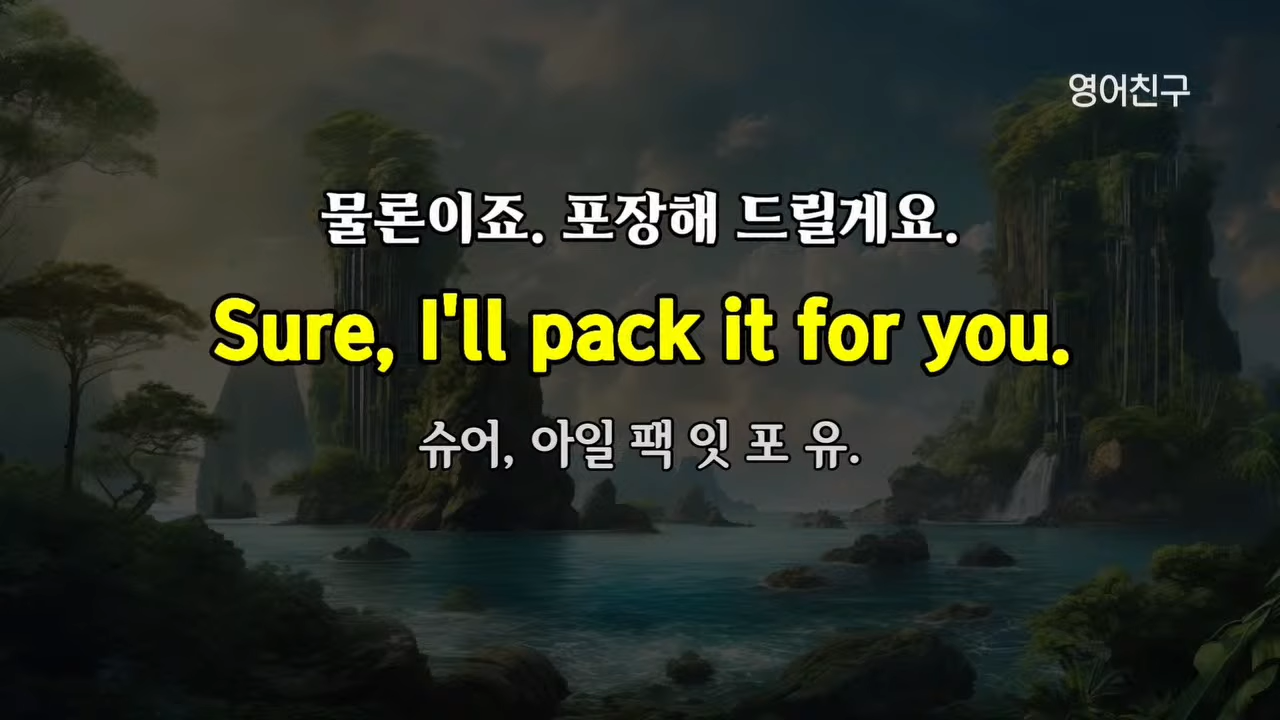 영어친구
물론이죠. 포장해 드릴게요.
Sure, I'll pack it for you.
슈어, 아일 팩 잇 포 유.